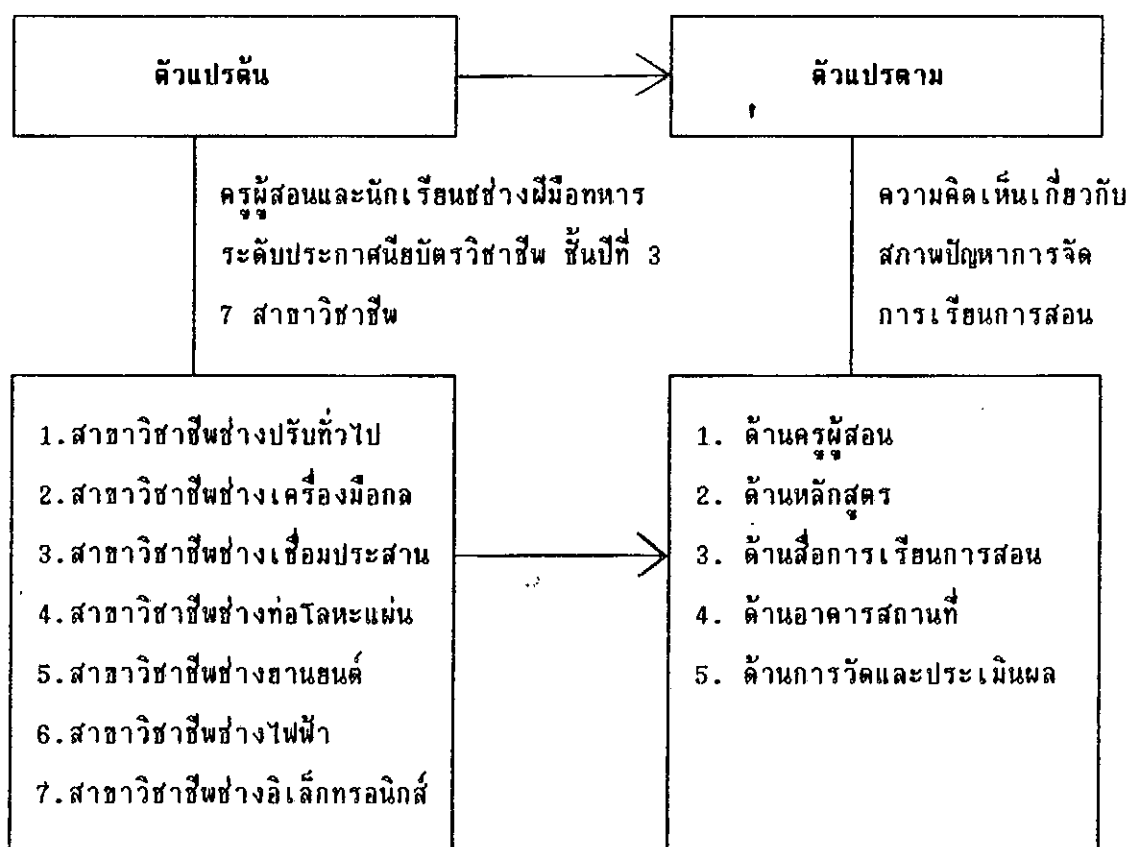 ตัวแปรต้น
ตัวแปรตาม
ครูผู้สอนและนักเรียนชช่างฝีมือทหาร
ระดับประกาศนียบัตรวิชาชีพ ชั้นปีที่ 3
7 สาขาวิชาชีพ
ความคิดเห็นเกี่ยวกับ
สภาพปัญหาการจัด
การเรียนการสอน
1.สาขาวิชาชีพช่างปรับทั่วไป
2.สาขาวิชาชีพช่างเครื่องมือกล
3.สาขาวิชาชีพช่างเชื่อมประสาน
4.สาขาวิชาชีพช่างท่อโลหะแผ่น
5.สาขาวิชาชีพช่างยานยนต์
6.สาขาวิชาชีพช่างไฟฟ้า
7.สาขาวิชาชีพช่างอิเล็กทรอนิกส์
1. ด้านครูผู้สอน
2. ด้านหลักสูตร
3. ด้านสื่อการเรียนการสอน
4. ด้านอาคารสถานที่
5. ด้านการวัดและประเมินผล